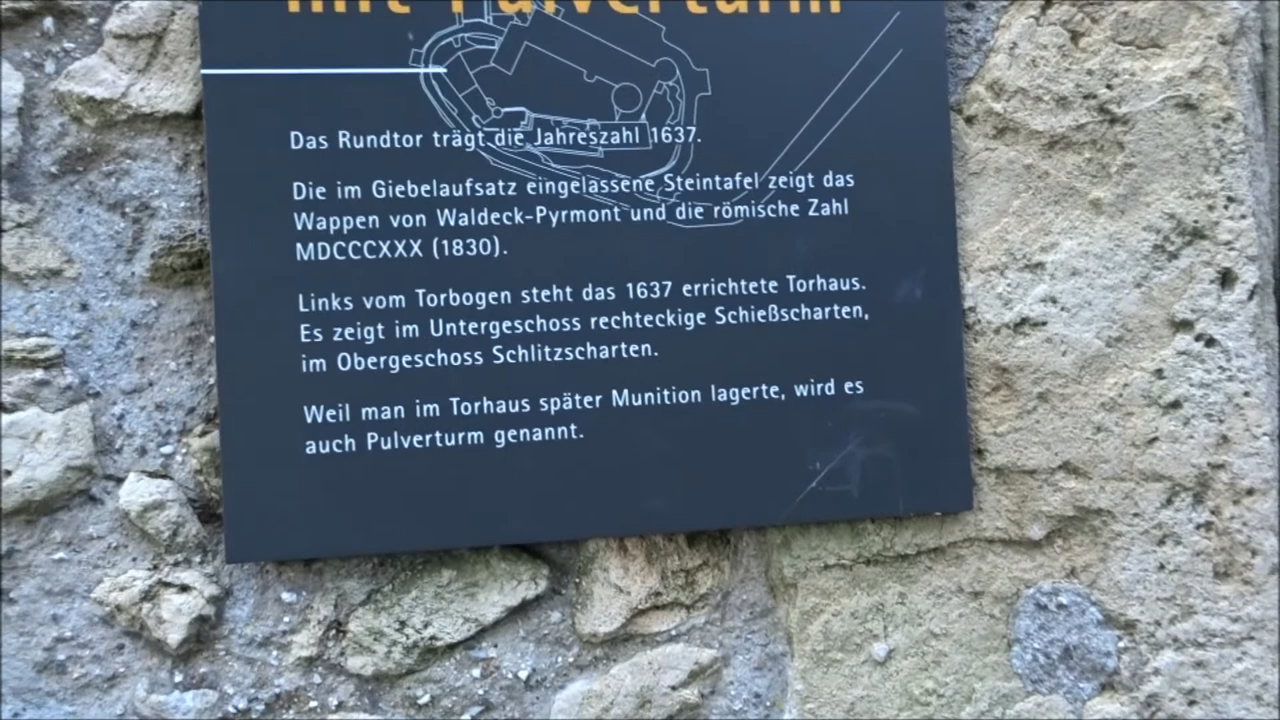 mit Pulverturm
Das Rundtor trägt die Jahreszahl 1637.
Die im Giebelaufsatz eingelassene Steintafel zeigt das
Wappen von Waldeck-Pyrmont und die römische Zahl
MDCCCXXX (1830).
Links vom Torbogen steht das 1637 errichtete Torhaus.
Es zeigt im Untergeschoss rechteckige Schießscharten,
im Obergeschoss Schlitzscharten.
Weil man im Torhaus später Munition lagerte, wird es
auch Pulverturm genannt.